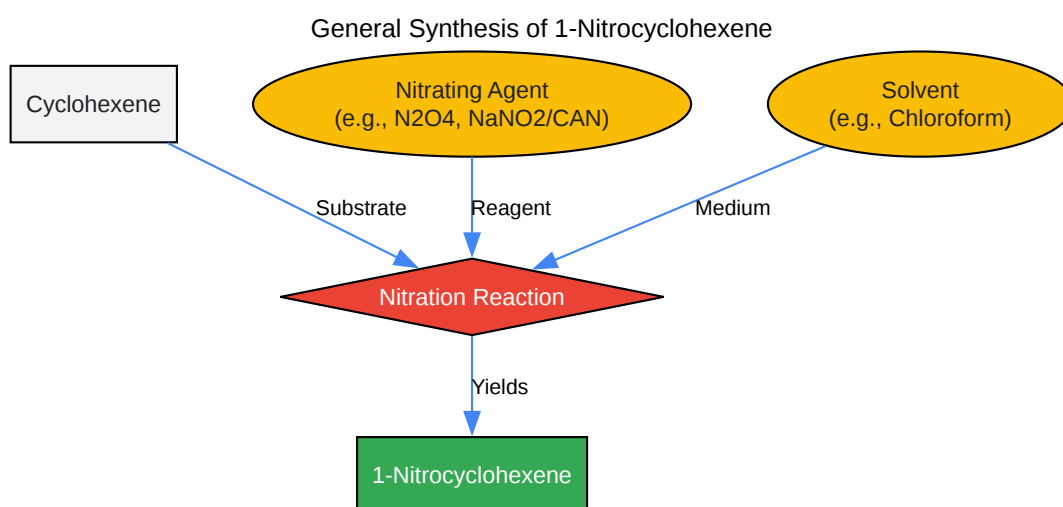 General Synthesis of 1-Nitrocyclohexene
Cyclohexene
Nitrating Agent
(e.g., N2O4, NaNO2/CAN)
Solvent
(e.g., Chloroform)
Substrate
Reagent
Medium
Nitration Reaction
Yields
1-Nitrocyclohexene